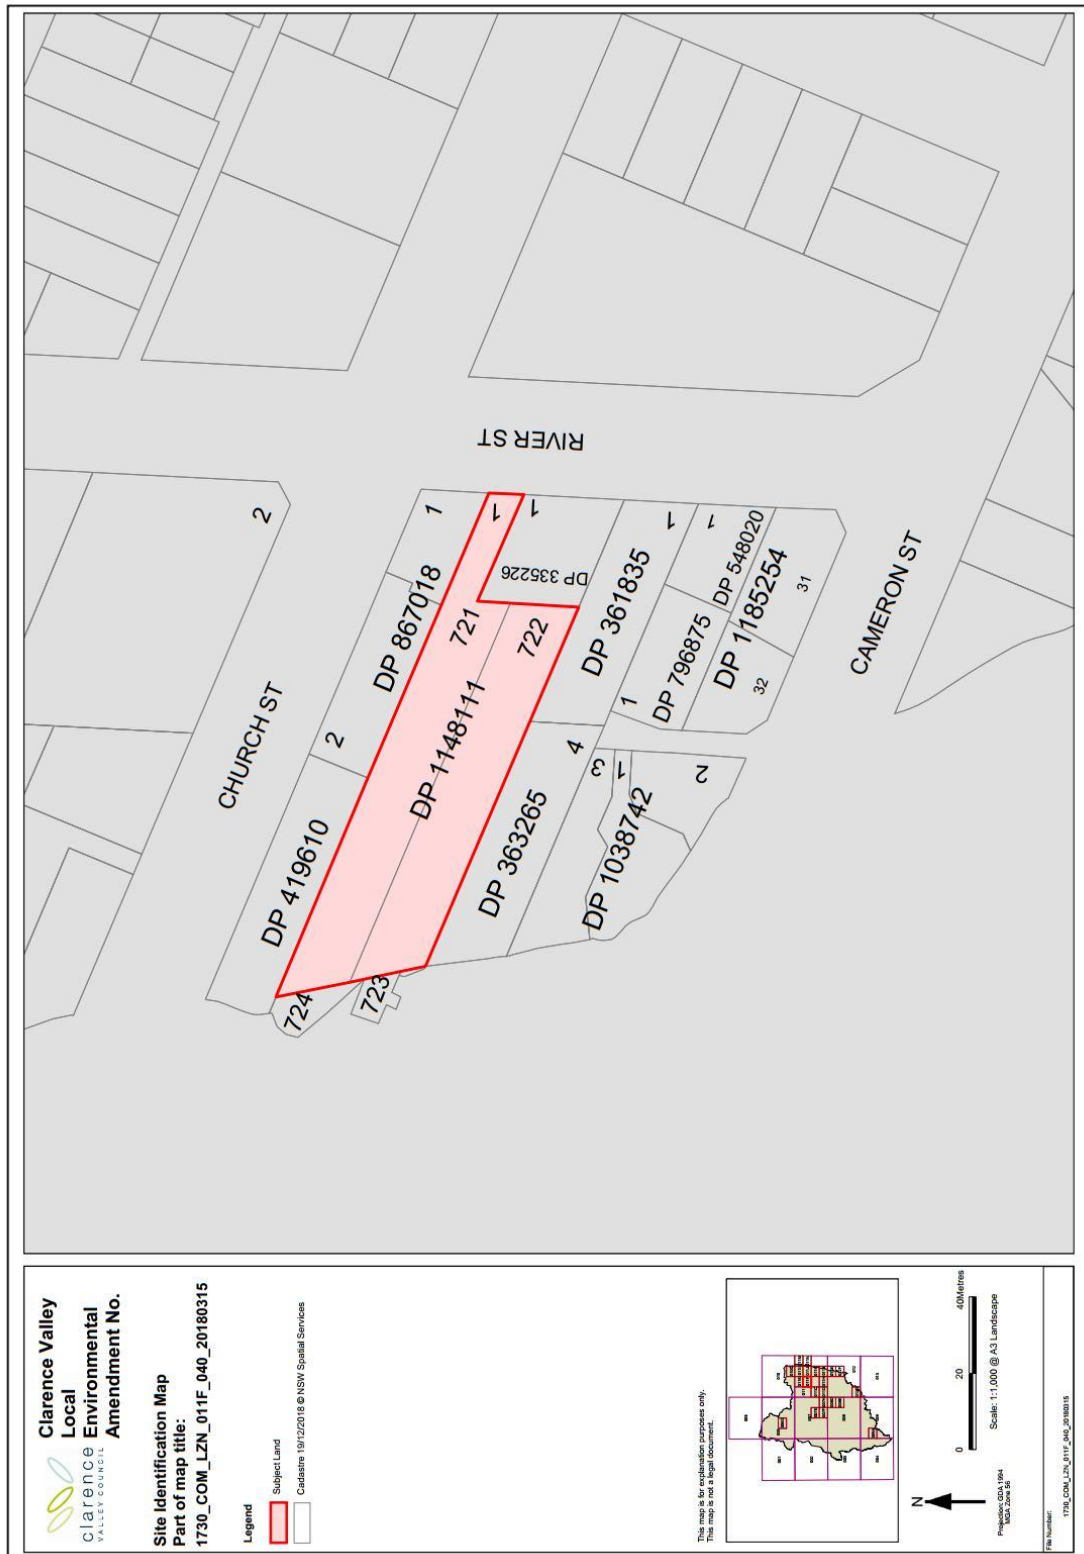 clarence
VALLEY COUNCIL
Clarence Valley
Local
Environmental
Amendment No.
Site Identification Map
Part of map title:
1730_COM_LZN_011F_040_20180315
Legend
Subject Land
Cadastre 19/12/2018 © NSW Spatial Services
This map is for explanation purposes only.
This map is not a legal document.
N
Projection: GDA 1994
MGA Zone 56
0
20
40Metres
Scale: 1:1,000 @ A3 Landscape
File Number:
1730_COM_LZN_011F_040_20180315
CHURCH ST
RIVER ST
CAMERON ST
2
DP 419610
2
DP 867018
1
724
723
DP 1148111
721
722
1
1
DP 335226
DP 363265
4
DP 361835
1
3
1
2
DP 1038742
1
DP 796875
1
DP 548020
DP 1185254
31
32